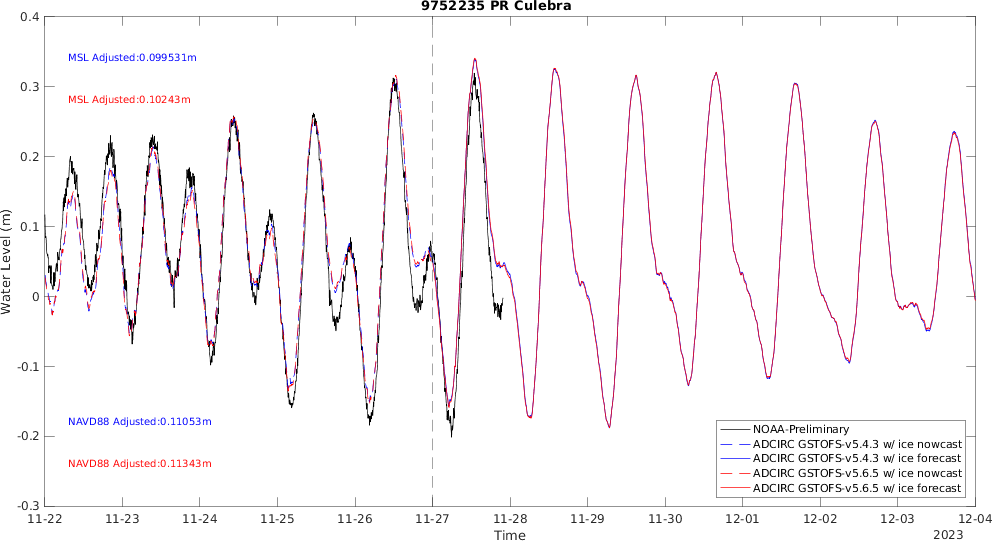 9752235 PR Culebra
0.4
0.3
0.2
0.1
0
-0.1
-0.2
-0.3
Water Level (m)
MSL Adjusted:0.099531m
MSL Adjusted:0.10243m
NAVD88 Adjusted:0.11053m
NAVD88 Adjusted:0.11343m
NOAA-Preliminary
ADCIRC GSTOFS-v5.4.3 w/ ice nowcast
ADCIRC GSTOFS-v5.4.3 w/ ice forecast
ADCIRC GSTOFS-v5.6.5 w/ ice nowcast
ADCIRC GSTOFS-v5.6.5 w/ ice forecast
11-22 11-23 11-24 11-25 11-26 11-27 11-28 11-29 11-30 12-01 12-02 12-03 12-04
Time
2023